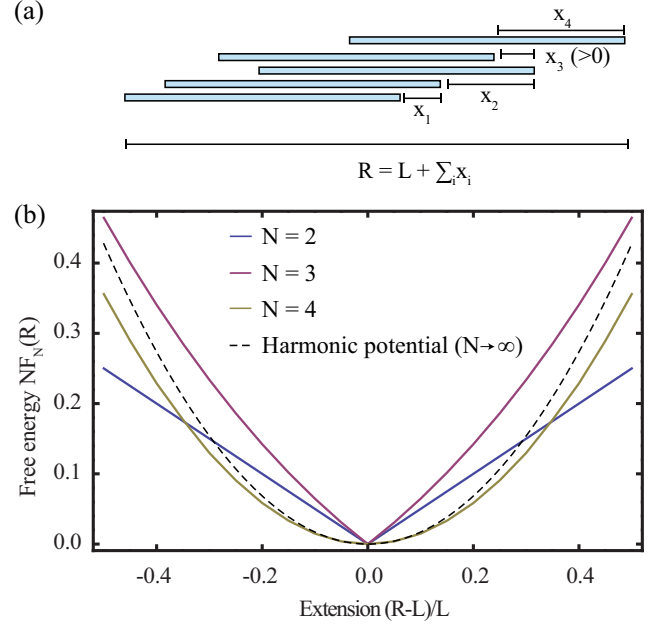 (a)
x₄
x₃ (>0)
x₂
x₁
R = L + ∑ᵢxᵢ
(b)
N = 2
N = 3
N = 4
Harmonic potential (N→∞)
Free energy NF_N(R)
0.4
0.3
0.2
0.1
0.0
-0.4 -0.2 0.0 0.2 0.4
Extension (R-L)/L